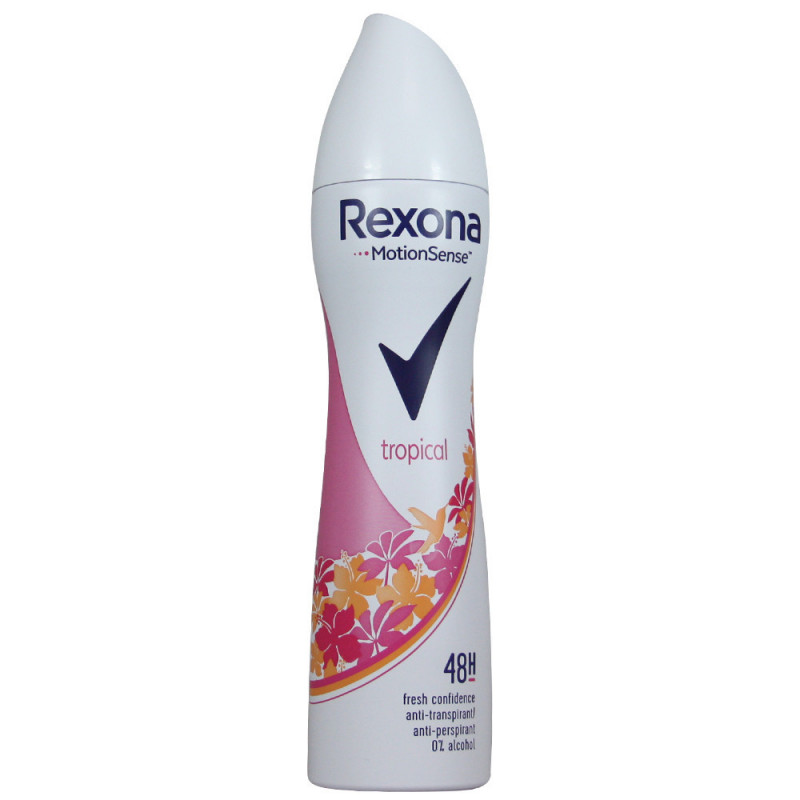 Rexona
MotionSense™
tropical
48H
fresh confidence
anti-transpirant/
anti-perspirant
0% alcohol